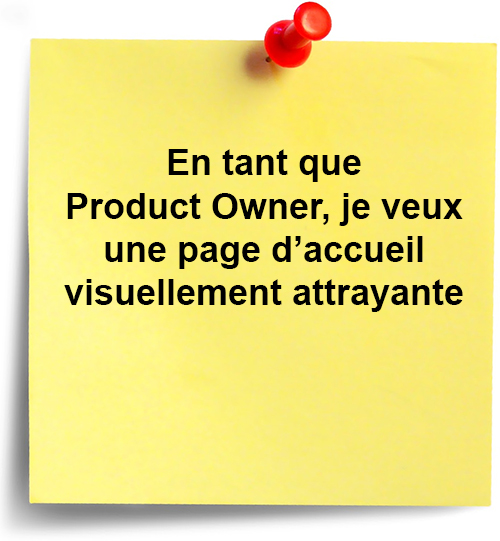 En tant que
Product Owner, je veux
une page d’accueil
visuellement attrayante